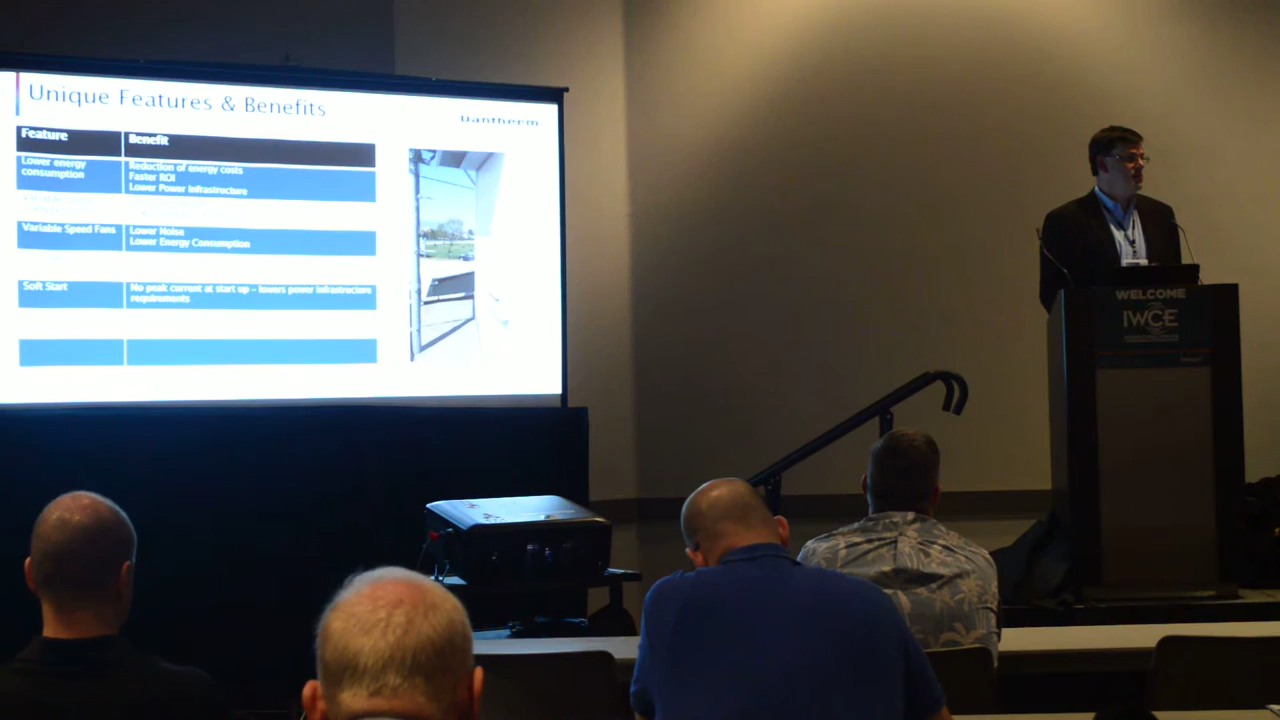 Unique Features & Benefits
Dantherm
Feature
Benefit
Lower energy
consumption
Reduction of energy costs
Faster ROI
Lower Power Infrastructure
Variable Speed Fans
Lower Noise
Lower Energy Consumption
Soft Start
No peak current at start up – lowers power infrastructure
requirements
WELCOME
IWCE